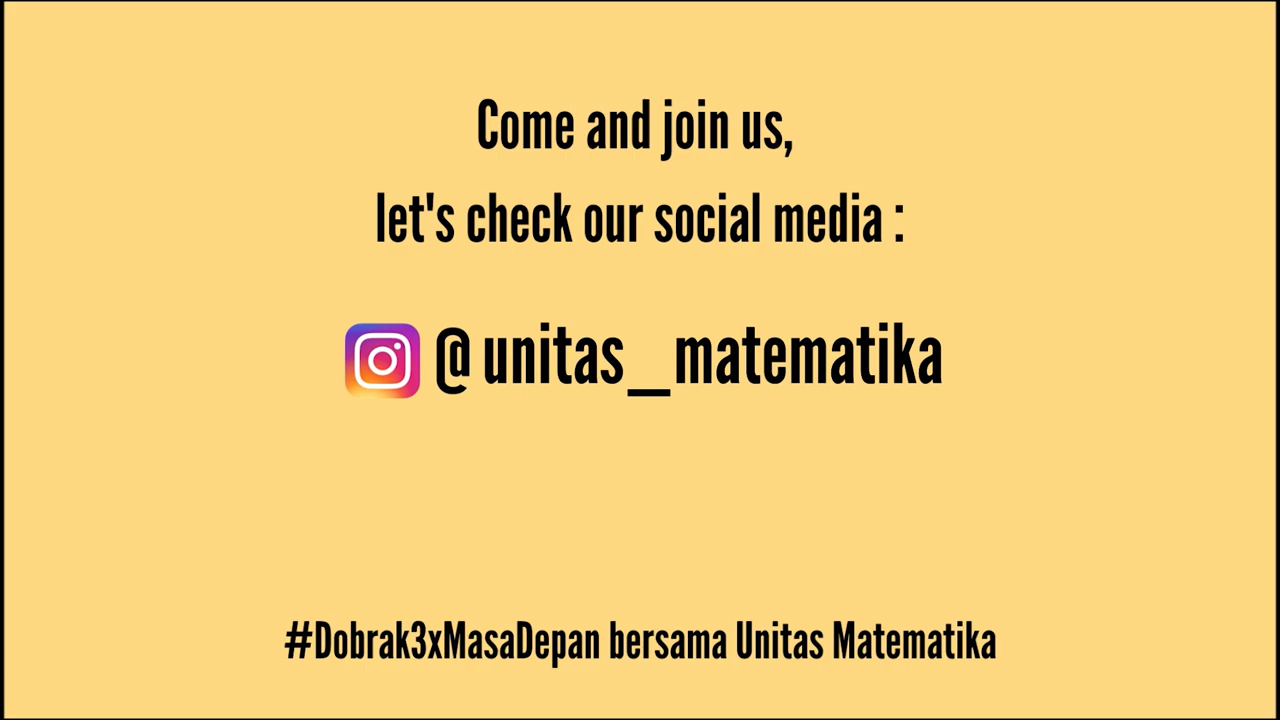 Come and join us,
let's check our social media :
@unitas_matematika
#Dobrak3xMasaDepan bersama Unitas Matematika